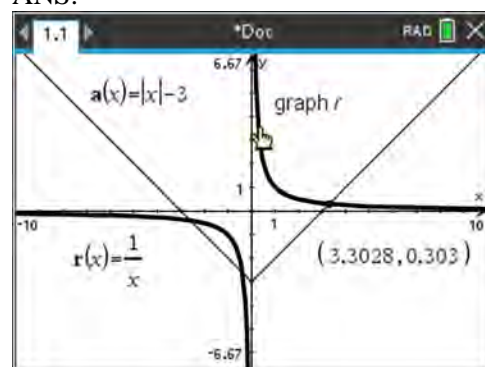 ANS:
1.1 *Doc RAD
6.67 y
a(x)=|x|-3
graph r
1
x
-10 1 10
r(x)=1/x
(3.3028,0.303)
-6.67